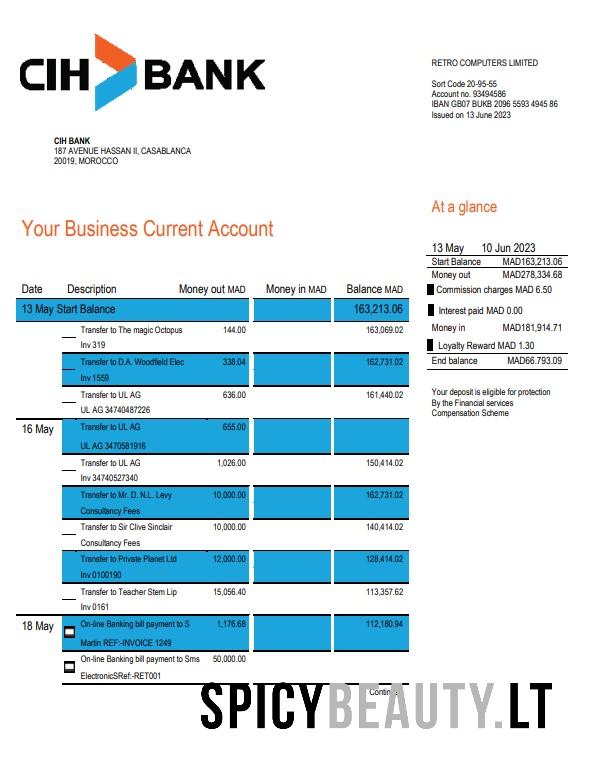 CIH BANK
RETRO COMPUTERS LIMITED
Sort Code 20-95-55
Account no. 93494586
IBAN GB07 BUKB 2096 5593 4945 86
Issued on 13 June 2023
CIH BANK
187 AVENUE HASSAN II, CASABLANCA
20019, MOROCCO
At a glance
Your Business Current Account
13 May 10 Jun 2023
Start Balance MAD163,213.06
Money out MAD278,334.68
Commission charges MAD 6.50
Interest paid MAD 0.00
Money in MAD181,914.71
Loyalty Reward MAD 1.30
End balance MAD66.793.09
Your deposit is eligible for protection
By the Financial services
Compensation Scheme
Date Description Money out MAD Money in MAD Balance MAD
13 May Start Balance 163,213.06
Transfer to The magic Octopus 144.00 163,069.02
Inv 319
Transfer to D.A. Woodfield Elec 338.04 162,731.02
Inv 1559
Transfer to UL AG 636.00 161,440.02
UL AG 34740487226
16 May Transfer to UL AG 655.00
UL AG 3470581916
Transfer to UL AG 1,026.00 150,414.02
Inv 34740527340
Transfer to Mr. D. N.L. Levy 10,000.00 162,731.02
Consultancy Fees
Transfer to Sir Clive Sinclair 10,000.00 140,414.02
Consultancy Fees
Transfer to Private Planet Ltd 12,000.00 128,414.02
Inv 0100190
Transfer to Teacher Stem Lip 15,056.40 113,357.62
Inv 0161
18 May On-line Banking bill payment to S 1,176.68 112,180.94
Martin REF:-INVOICE 1249
On-line Banking bill payment to Sms 50,000.00
ElectronicSRef:-RET001
SPICYBEAUTY.LT